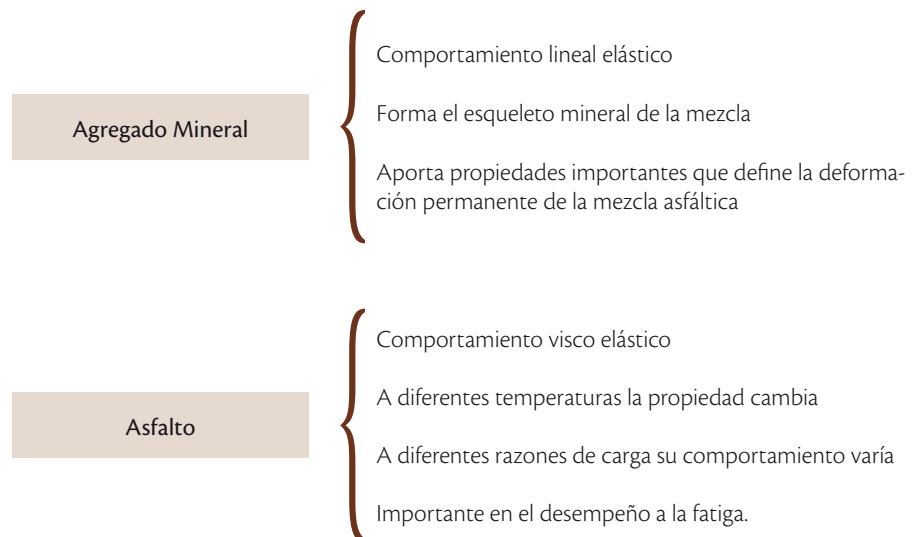 Agregado Mineral
Comportamiento lineal elástico
Forma el esqueleto mineral de la mezcla
Aporta propiedades importantes que define la deforma-
ción permanente de la mezcla asfáltica
Asfalto
Comportamiento visco elástico
A diferentes temperaturas la propiedad cambia
A diferentes razones de carga su comportamiento varía
Importante en el desempeño a la fatiga.